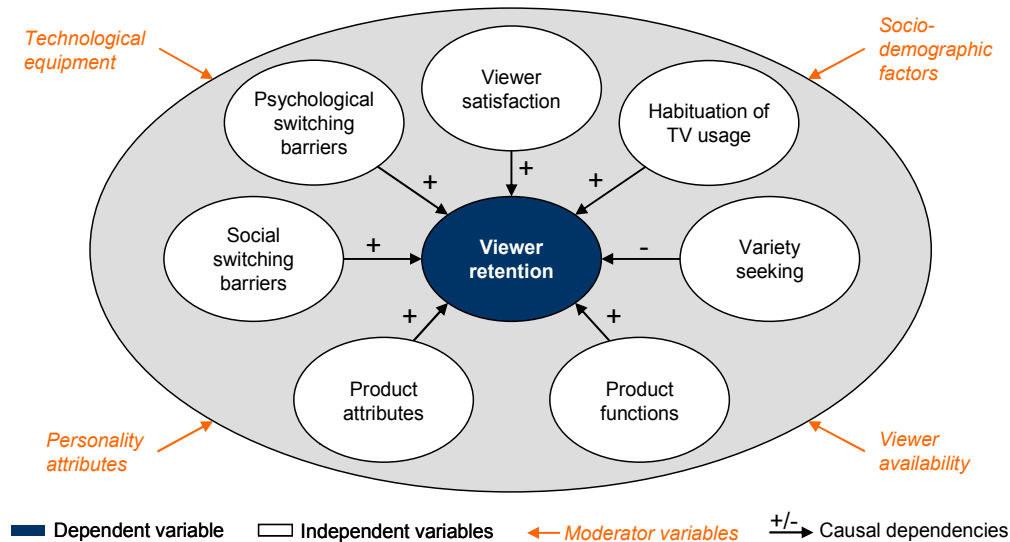 Technological
equipment
Socio-
demographic
factors
Viewer
satisfaction
Psychological
switching
barriers
Habituation of
TV usage
+
+
+
Social
switching
barriers
+
Viewer
retention
-
Variety
seeking
+
+
Product
attributes
Product
functions
Personality
attributes
Viewer
availability
Dependent variable
Independent variables
Moderator variables
+/-
Causal dependencies